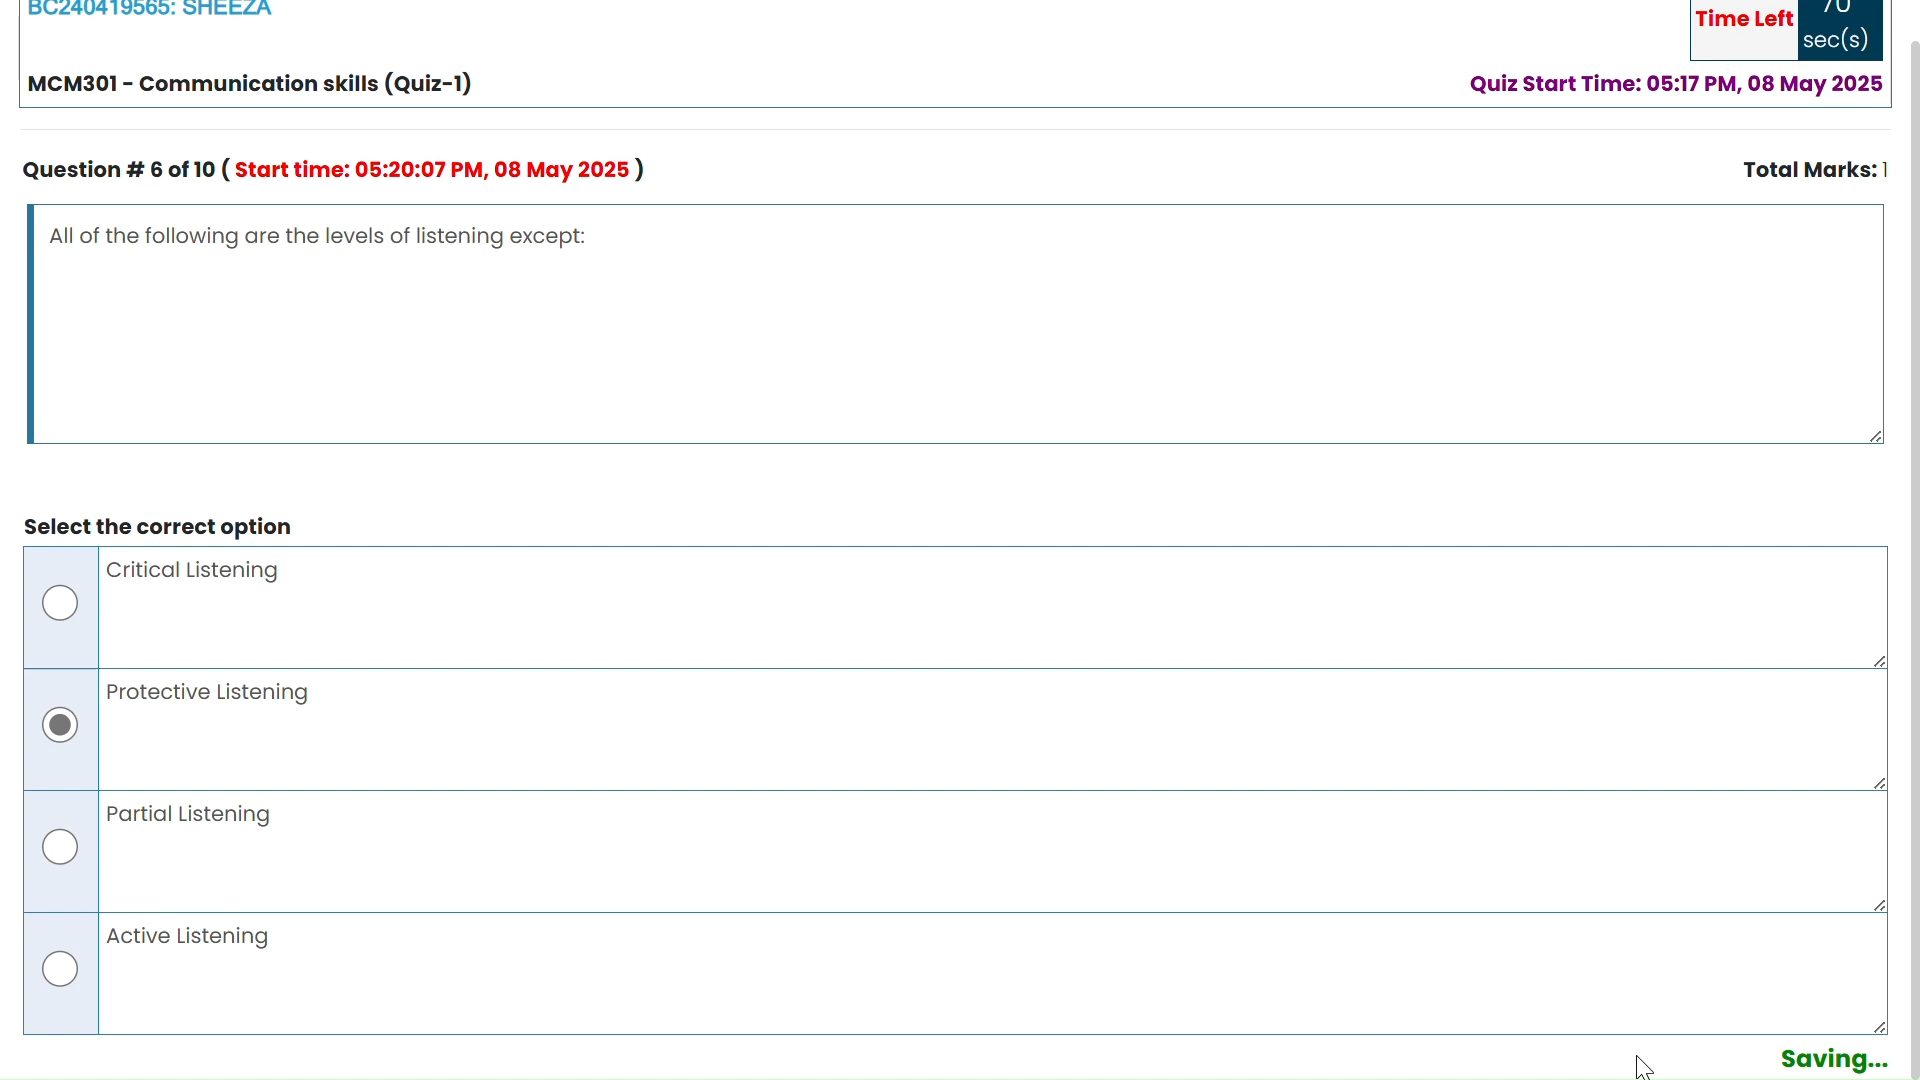 BC240419565: SHEEZA
Time Left
70
sec(s)
MCM301 - Communication skills (Quiz-1)
Quiz Start Time: 05:17 PM, 08 May 2025
Question # 6 of 10 ( Start time: 05:20:07 PM, 08 May 2025 )
Total Marks: 1
All of the following are the levels of listening except:
Select the correct option
Critical Listening
Protective Listening
Partial Listening
Active Listening
Saving...